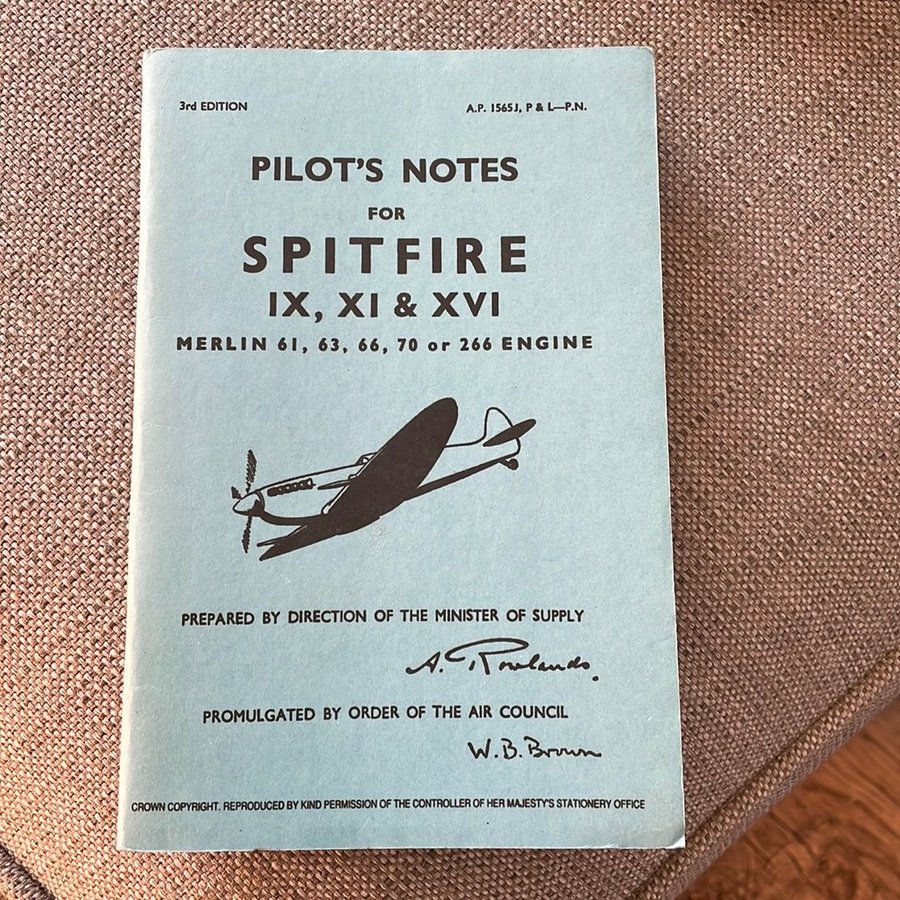 3rd EDITION
A.P. 1565J, P & L—P.N.
PILOT'S NOTES
FOR
SPITFIRE
IX, XI & XVI
MERLIN 61, 63, 66, 70 or 266 ENGINE
PREPARED BY DIRECTION OF THE MINISTER OF SUPPLY
A. Rowlands.
PROMULGATED BY ORDER OF THE AIR COUNCIL
W.B. Brown
CROWN COPYRIGHT. REPRODUCED BY KIND PERMISSION OF THE CONTROLLER OF HER MAJESTY'S STATIONERY OFFICE